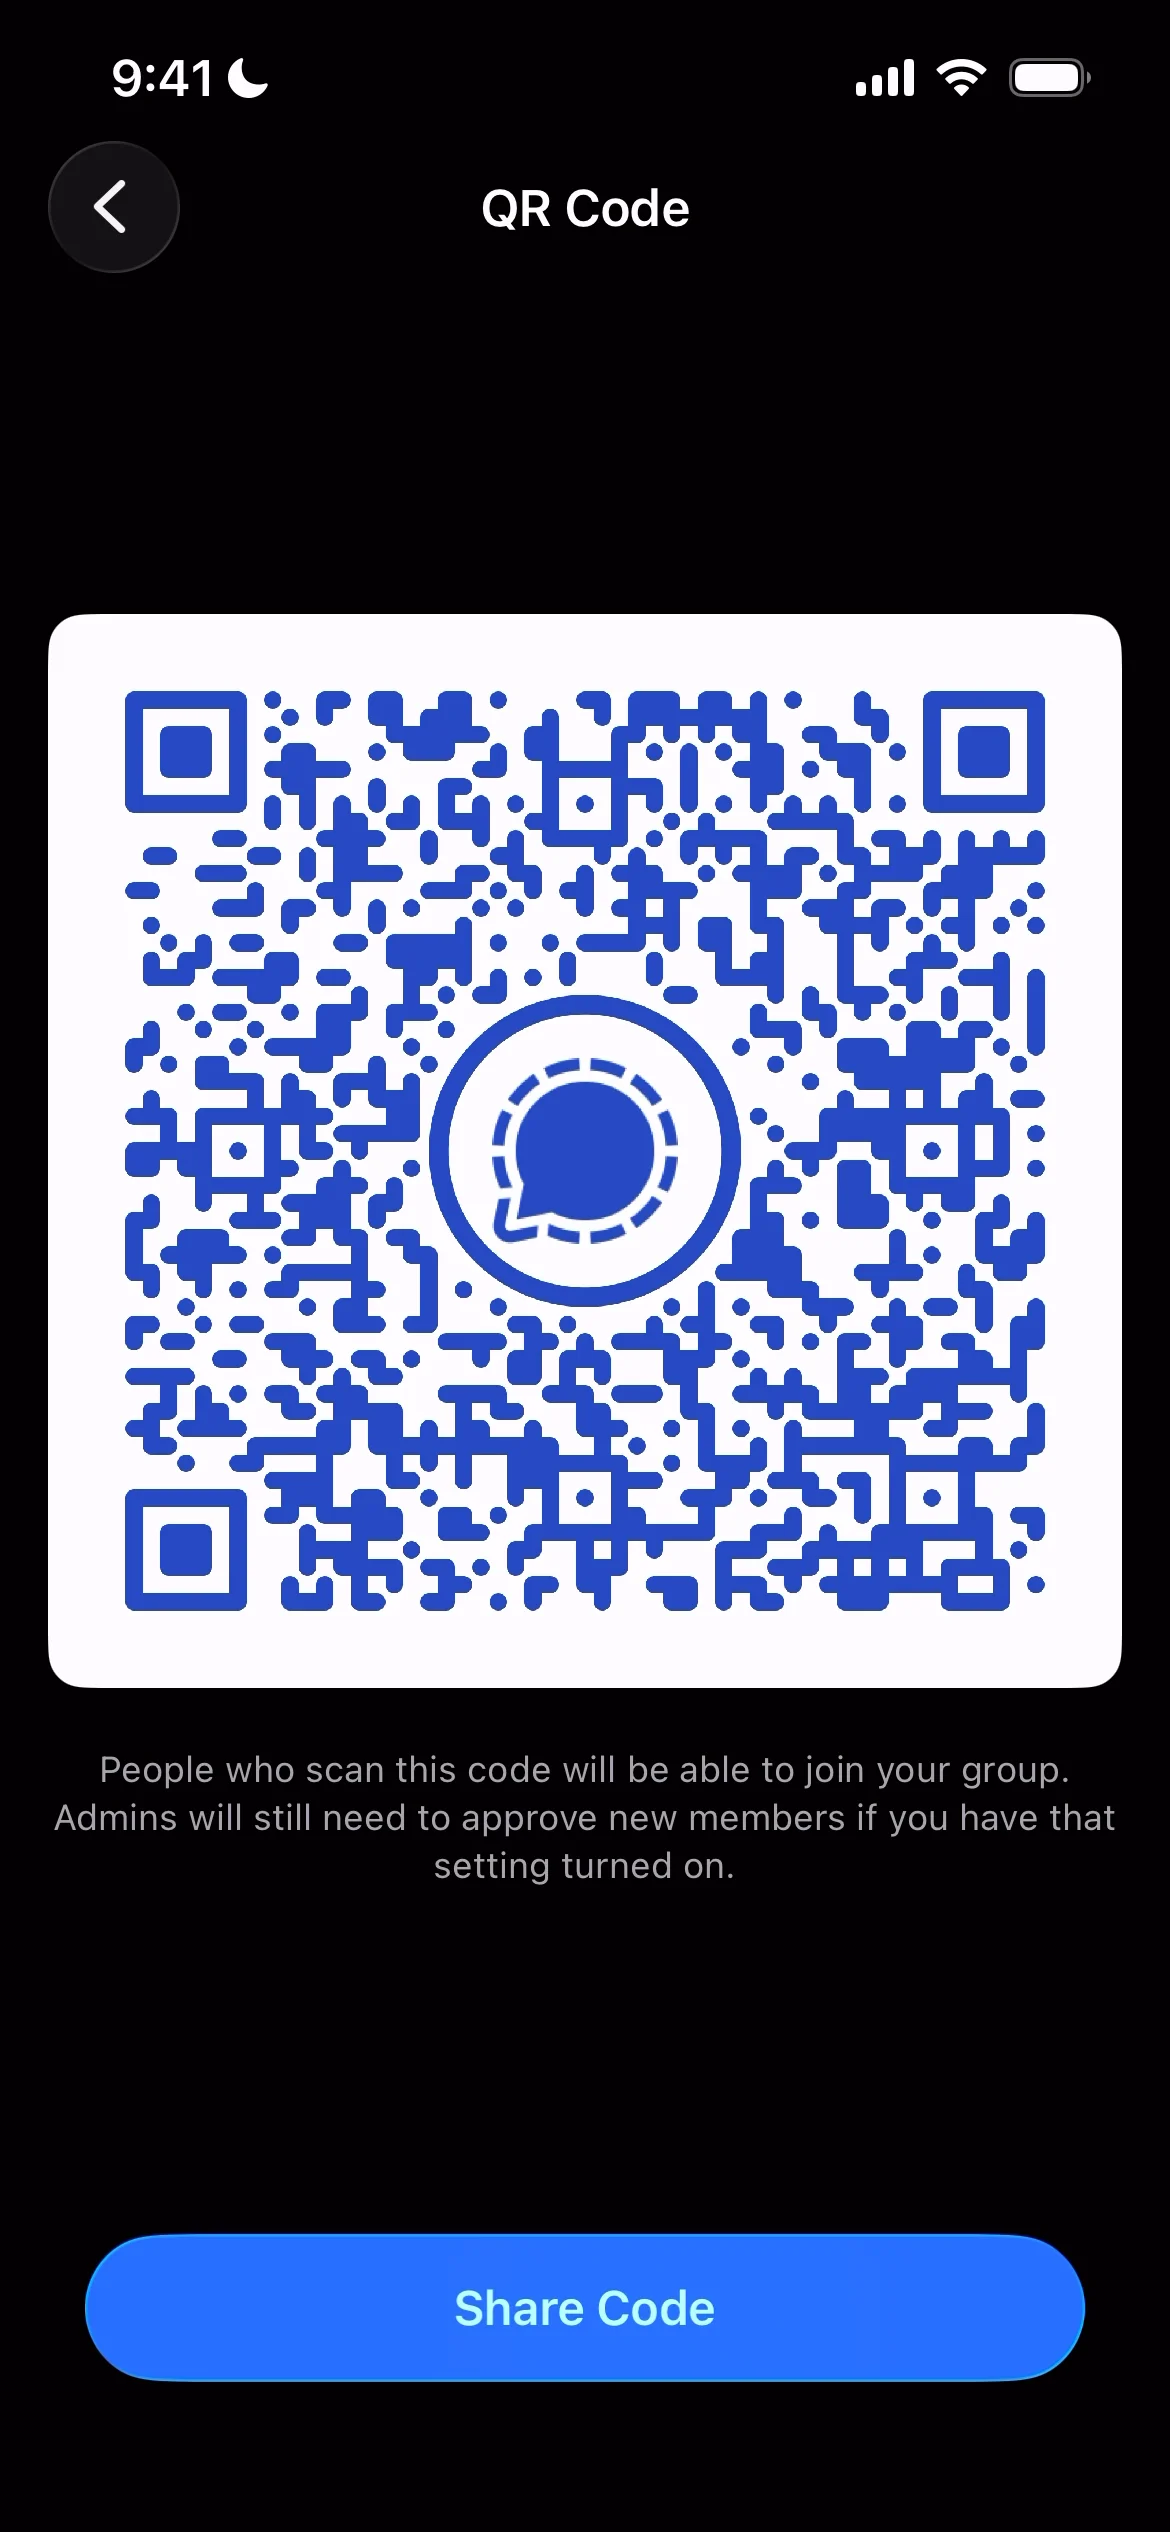 9:41
QR Code
People who scan this code will be able to join your group.
Admins will still need to approve new members if you have that
setting turned on.
Share Code